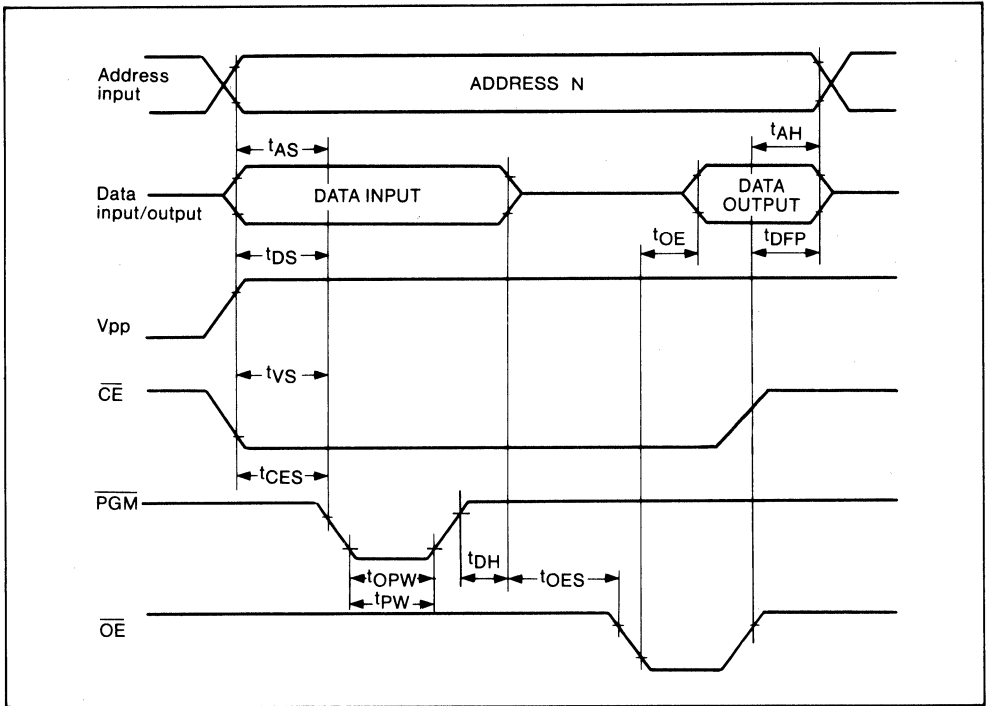 Address
input
ADDRESS N
tAH
tAS
Data
input/output
DATA INPUT
DATA
OUTPUT
tOE
tDFP
tDS
Vpp
tVS
CE
tCES
PGM
tDH
tOES
tOPW
tPW
OE